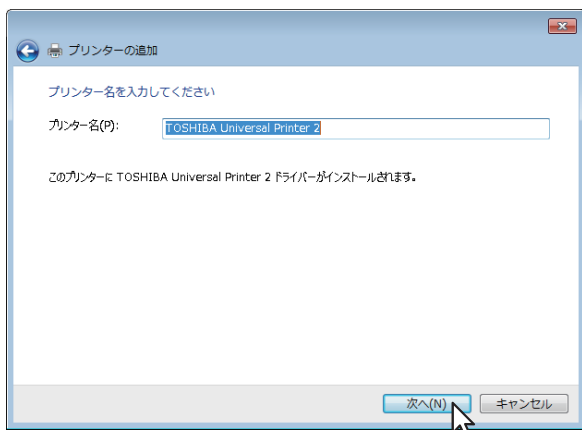 プリンターの追加
プリンター名を入力してください
プリンター名(P): TOSHIBA Universal Printer 2
このプリンターに TOSHIBA Universal Printer 2 ドライバーがインストールされます。
次へ(N) キャンセル